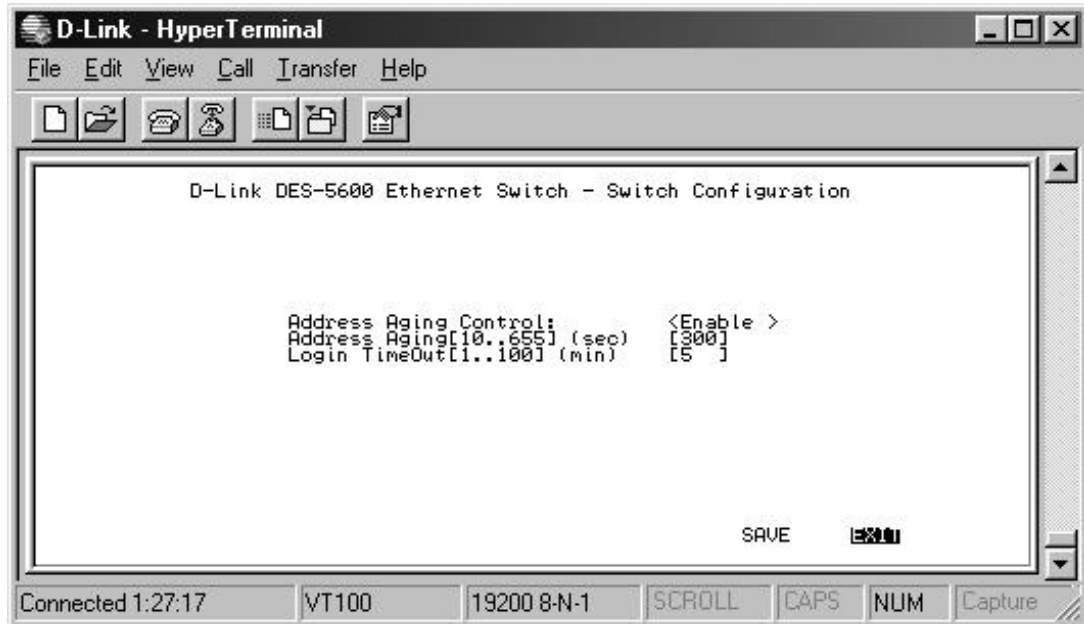 D-Link - HyperTerminal
File Edit View Call Transfer Help
D-Link DES-5600 Ethernet Switch - Switch Configuration
Address Aging Control: <Enable >
Address Aging[10..655] (sec) [300]
Login TimeOut[1..100] (min) [5 ]
SAVE EXIT
Connected 1:27:17 VT100 19200 8-N-1 SCROLL CAPS NUM Capture